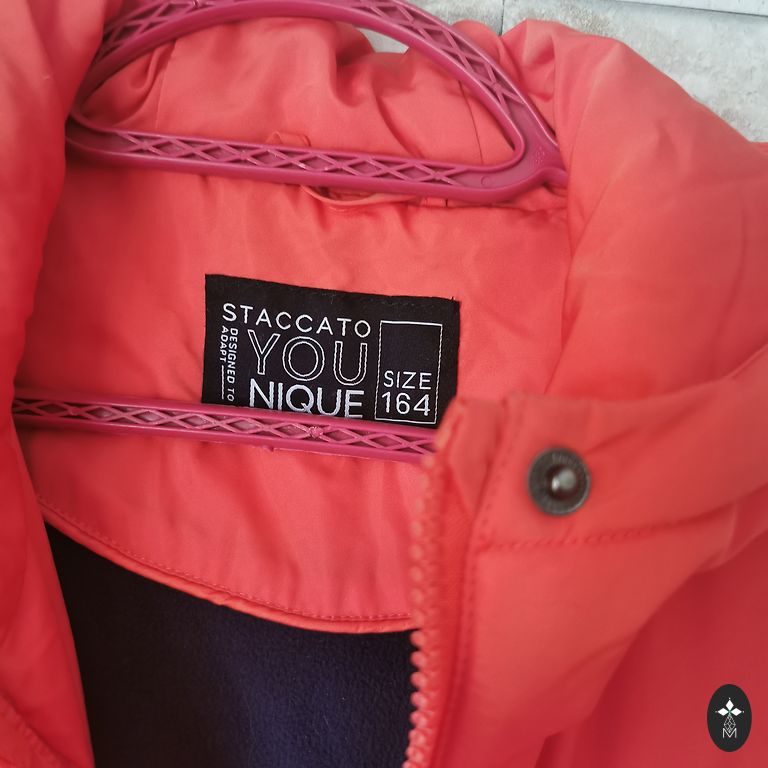 STACCATO
YOU
NIQUE
DESIGNED TO
ADAPT
SIZE
164
M